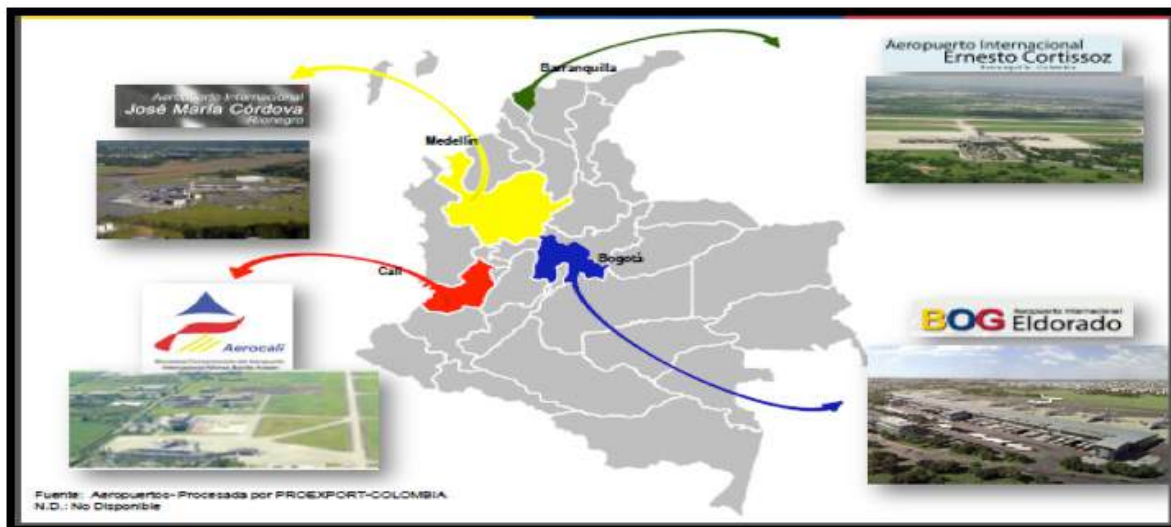 Aeropuerto Internacional
José María Córdova
Rionegro
Medellín
Barranquilla
Aeropuerto Internacional
Ernesto Cortissoz
Cali
Bogotá
Aerocali
BOG Aeropuerto Internacional
Eldorado
Fuente: Aeropuertos- Procesada por PROEXPORT-COLOMBIA
N.D.: No Disponible